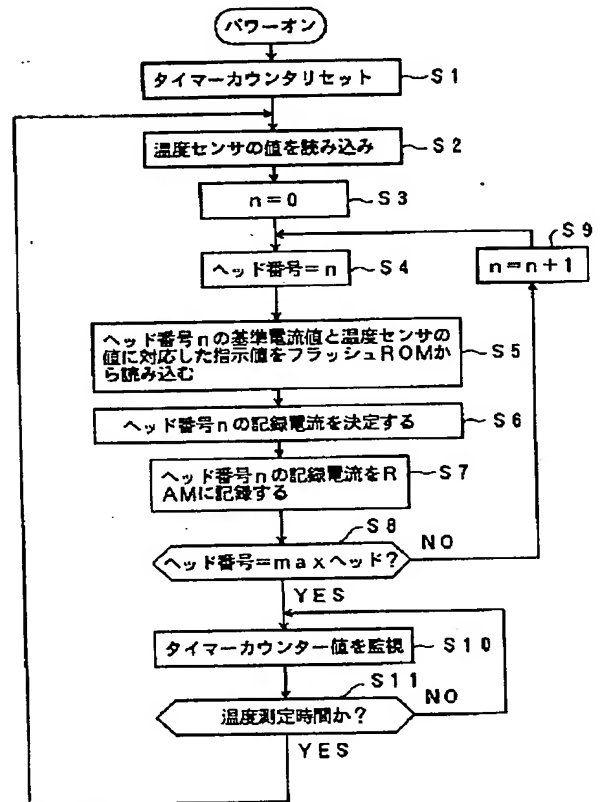 パワーオン
タイマーカウンタリセット
S1
温度センサの値を読み込み
S2
n=0
S3
S9
n=n+1
ヘッド番号=n
S4
ヘッド番号nの基準電流値と温度センサの
値に対応した指示値をフラッシュROMか
ら読み込む
S5
ヘッド番号nの記録電流を決定する
S6
ヘッド番号nの記録電流をR
AMに記録する
S7
S8
ヘッド番号=maxヘッド?
NO
YES
タイマーカウンター値を監視
S10
S11
温度測定時間か?
NO
YES